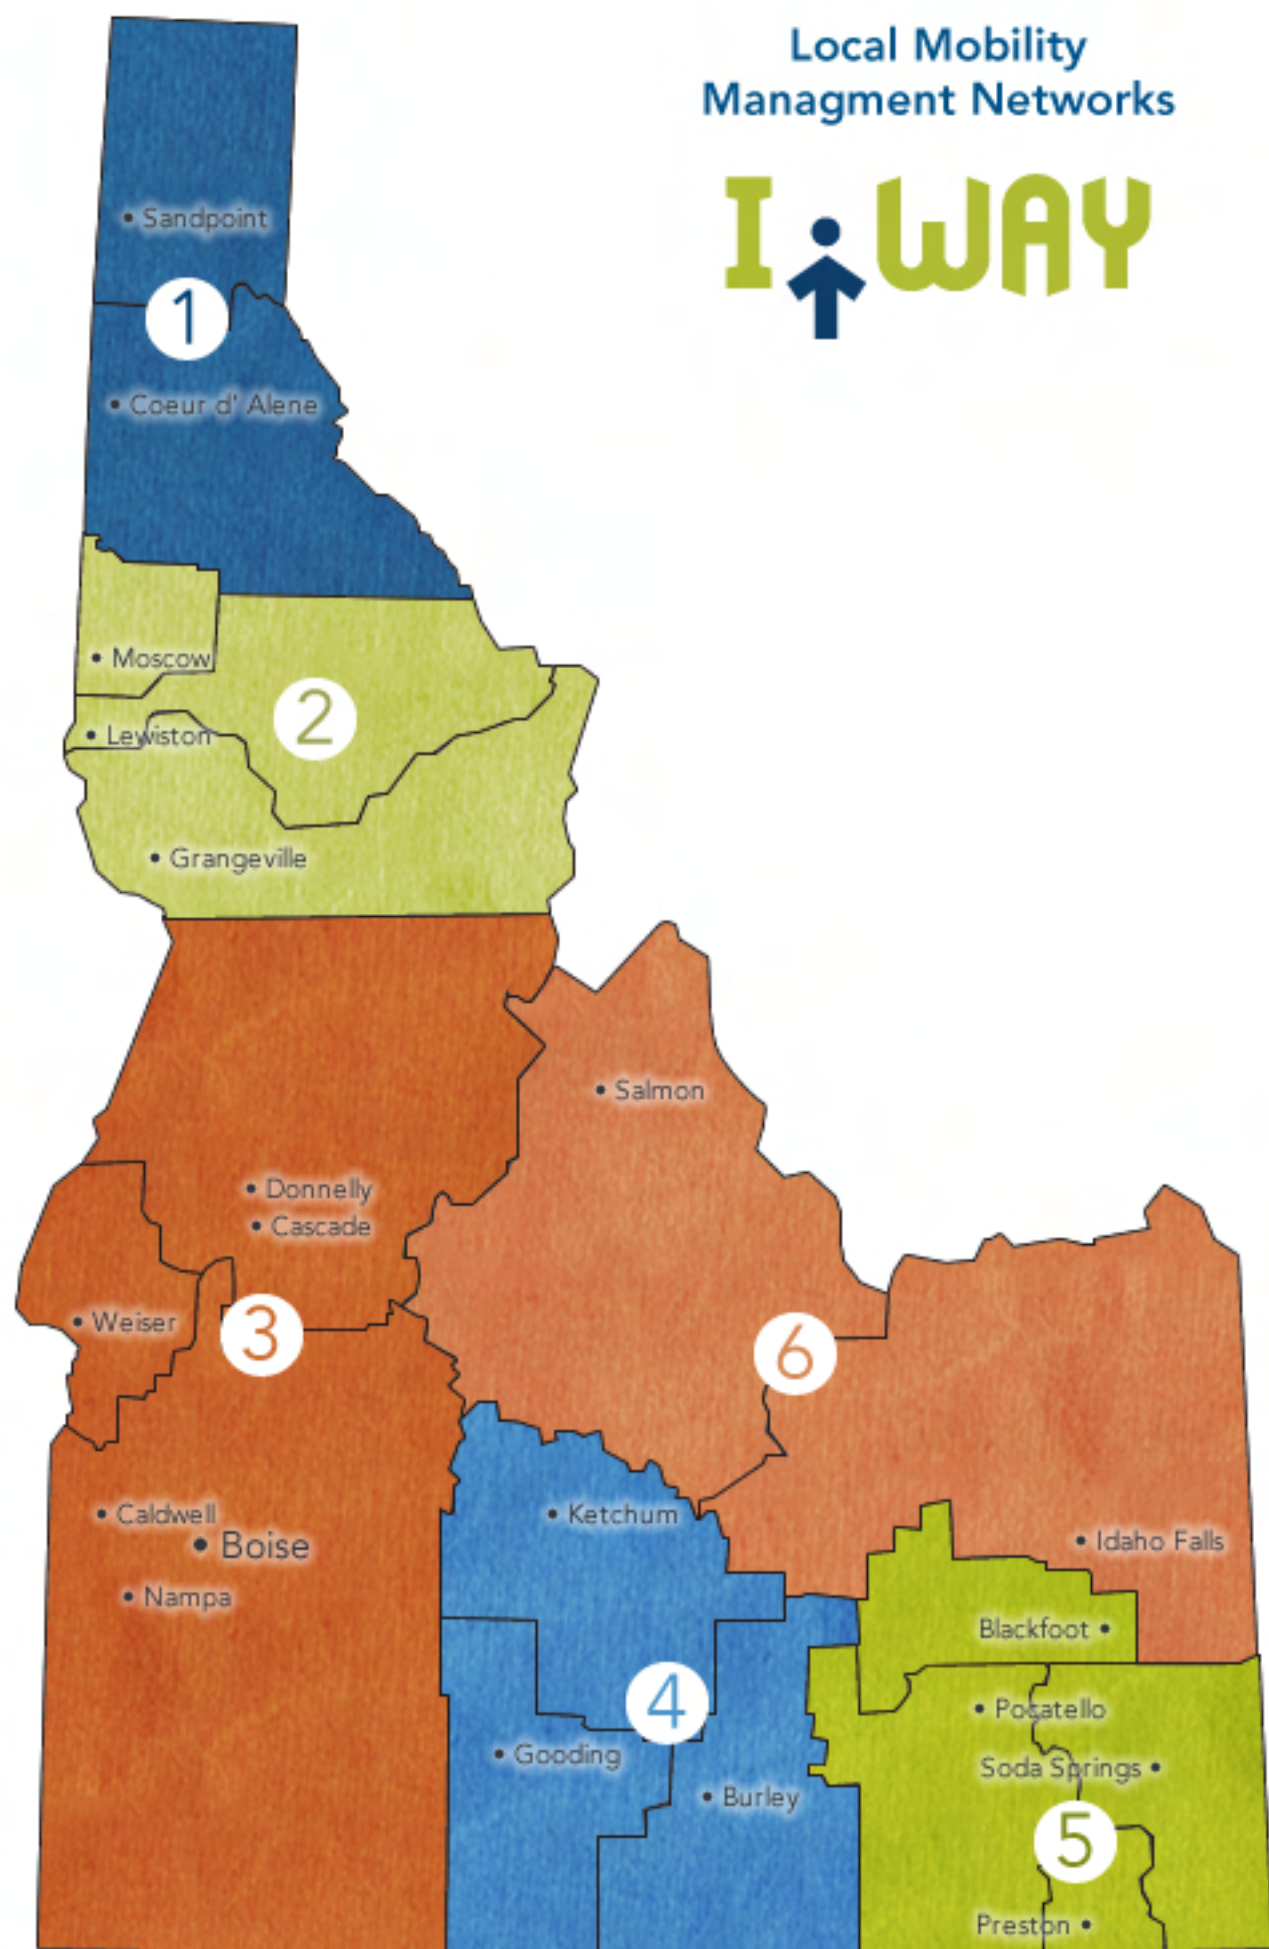 Local Mobility
Managment Networks
I WAY
Sandpoint
1
Coeur d' Alene
Moscow
2
Lewiston
Grangeville
Salmon
Donnelly
Cascade
Weiser
3
6
Caldwell
Boise
Nampa
Ketchum
Idaho Falls
Blackfoot
4
Pocatello
Gooding
Soda Springs
Burley
5
Preston